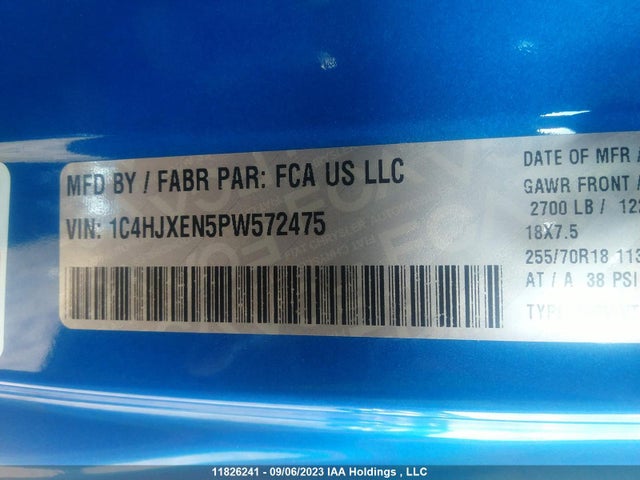 MFD BY / FABR PAR: FCA US LLC
VIN: 1C4HJXEN5PW572475
DATE OF MFR /
GAWR FRONT /
2700 LB /
18X7.5
255/70R18 113
AT / A 38 PSI
11826241 - 09/06/2023 IAA Holdings , LLC